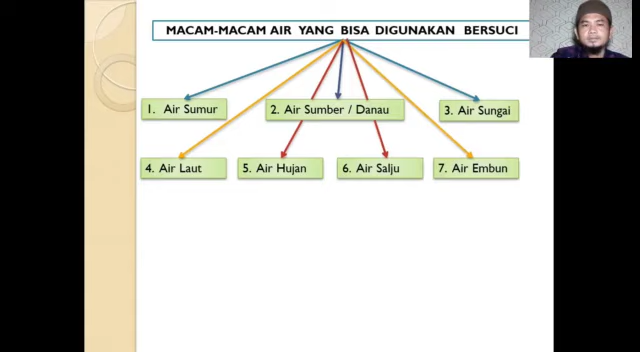 MACAM-MACAM AIR YANG BISA DIGUNAKAN BERSUCI
1. Air Sumur
2. Air Sumber / Danau
3. Air Sungai
4. Air Laut
5. Air Hujan
6. Air Salju
7. Air Embun